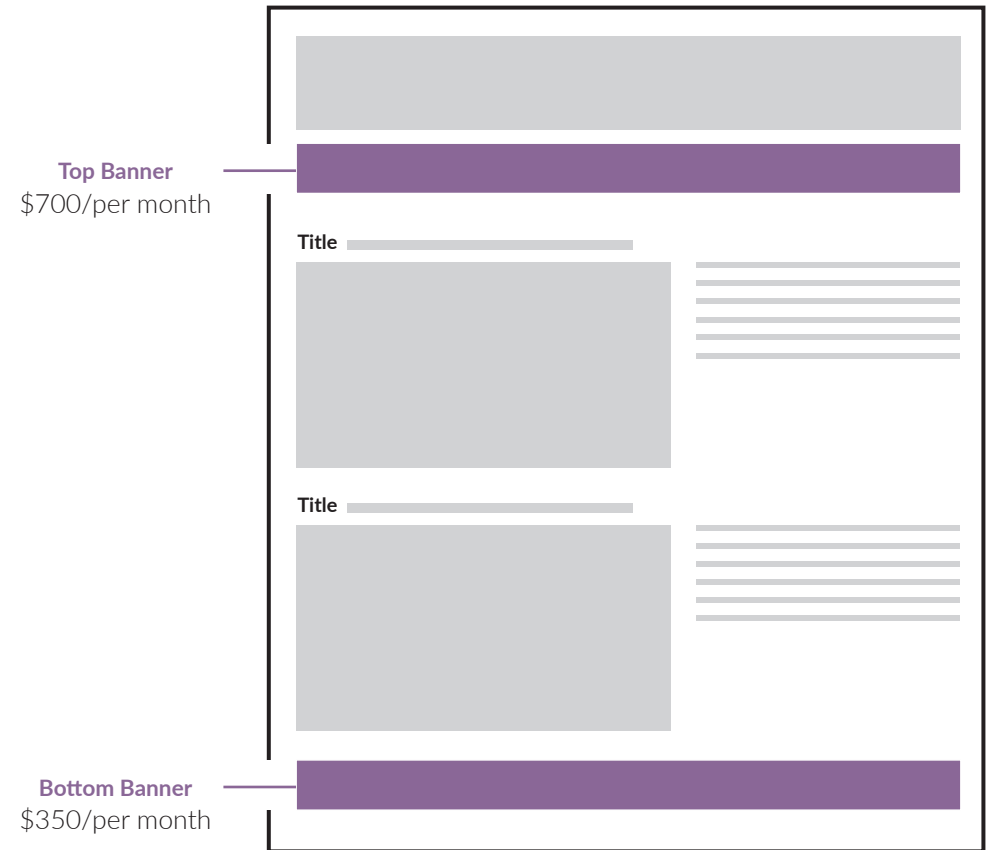 Top Banner
$700/per month
Title
Title
Bottom Banner
$350/per month